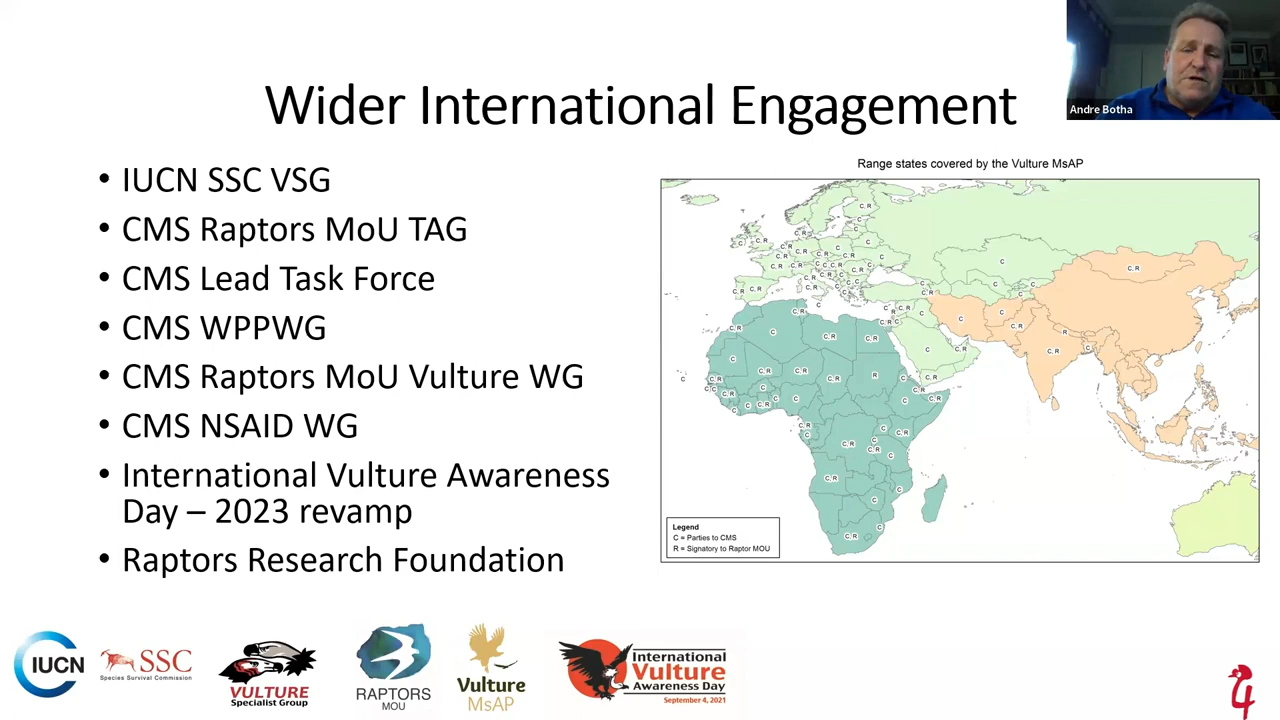 Andre Botha
Wider International Engagement
• IUCN SSC VSG
• CMS Raptors MoU TAG
• CMS Lead Task Force
• CMS WPPWG
• CMS Raptors MoU Vulture WG
• CMS NSAID WG
• International Vulture Awareness
Day – 2023 revamp
• Raptors Research Foundation
Range states covered by the Vulture MsAP
Legend
C = Parties to CMS
R = Signatory to Raptor MOU
IUCN
SSC
Species Survival Commission
VULTURE
Specialist Group
RAPTORS
MOU
Vulture
MsAP
International
Vulture
Awareness Day
September 4, 2021